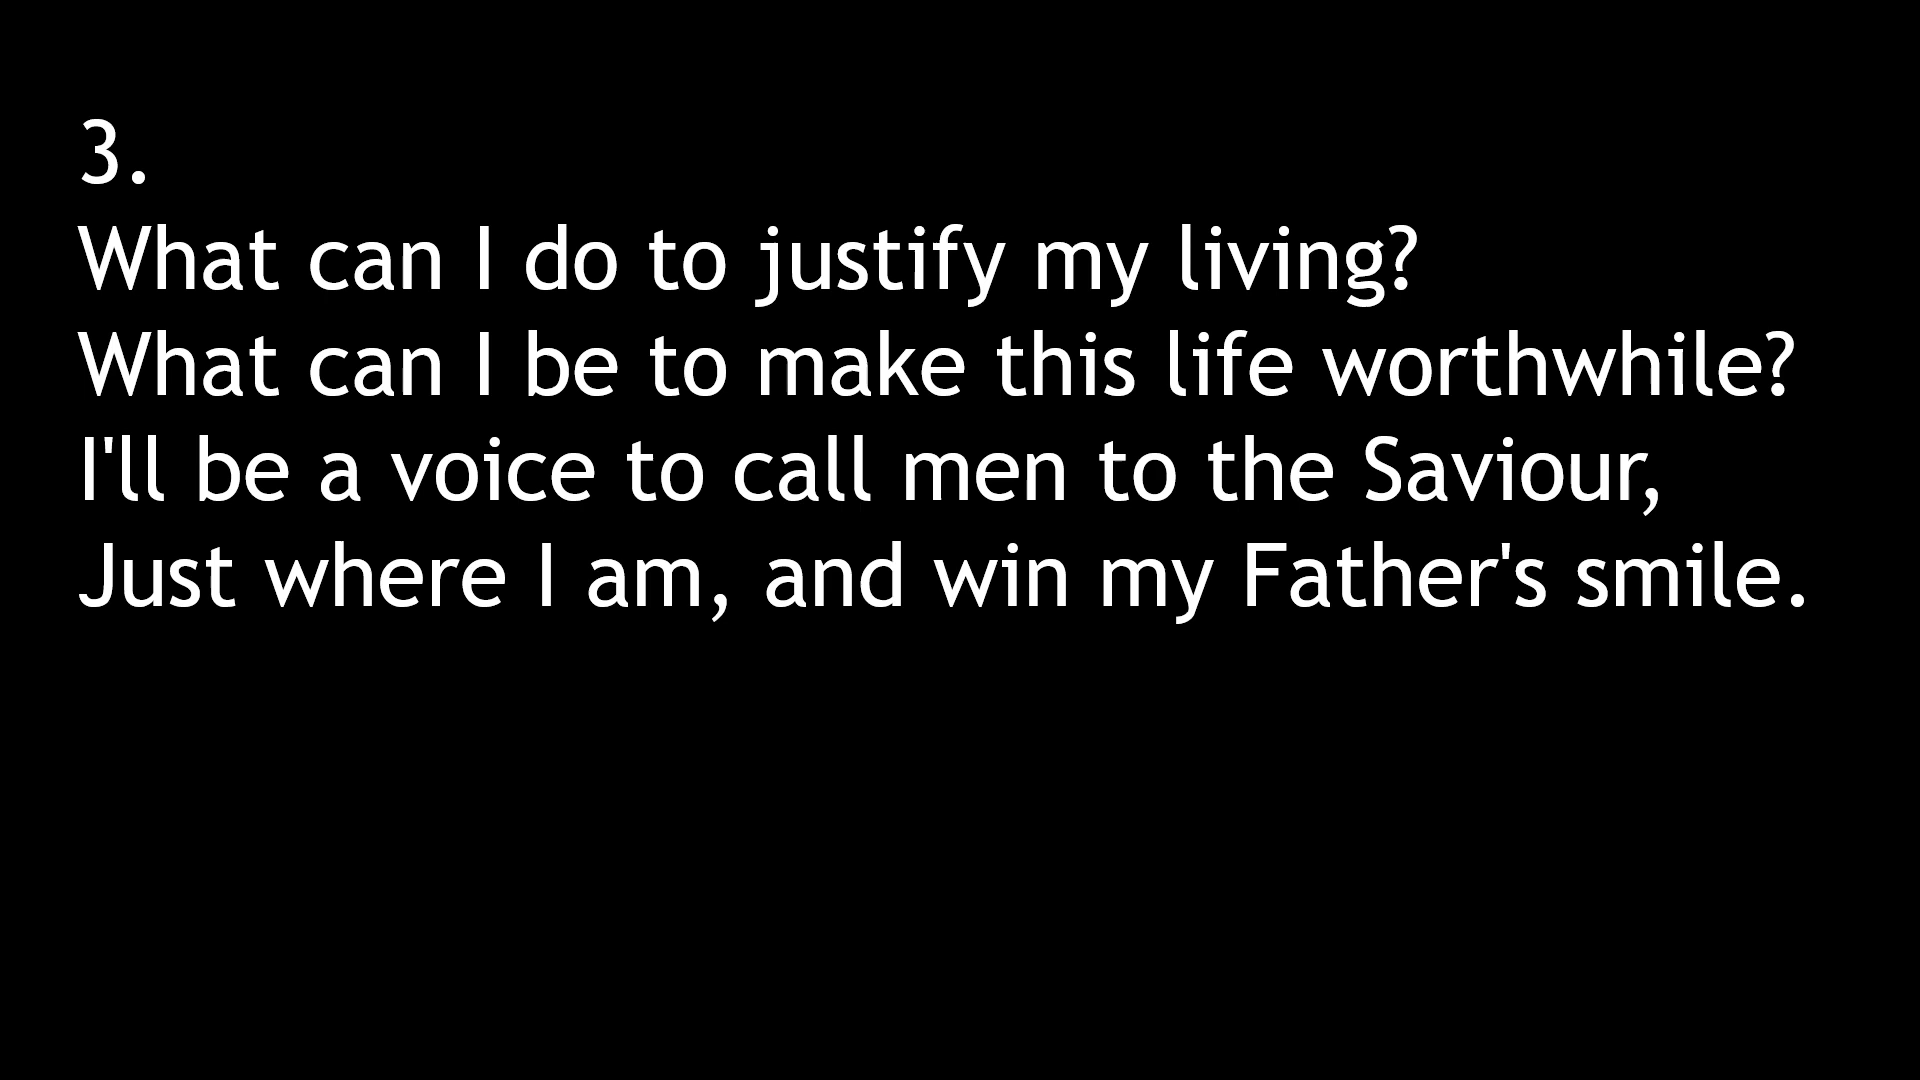 3.
What can I do to justify my living?
What can I be to make this life worthwhile?
I'll be a voice to call men to the Saviour,
Just where I am, and win my Father's smile.